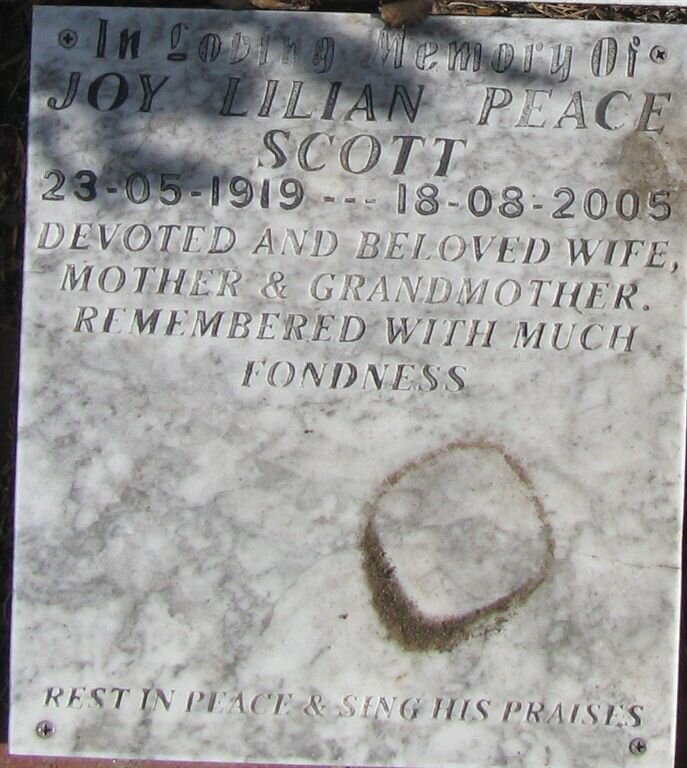 In Loving Memory Of
JOY LILIAN PEACE
SCOTT
23-05-1919 --- 18-08-2005
DEVOTED AND BELOVED WIFE,
MOTHER & GRANDMOTHER.
REMEMBERED WITH MUCH
FONDNESS
REST IN PEACE & SING HIS PRAISES